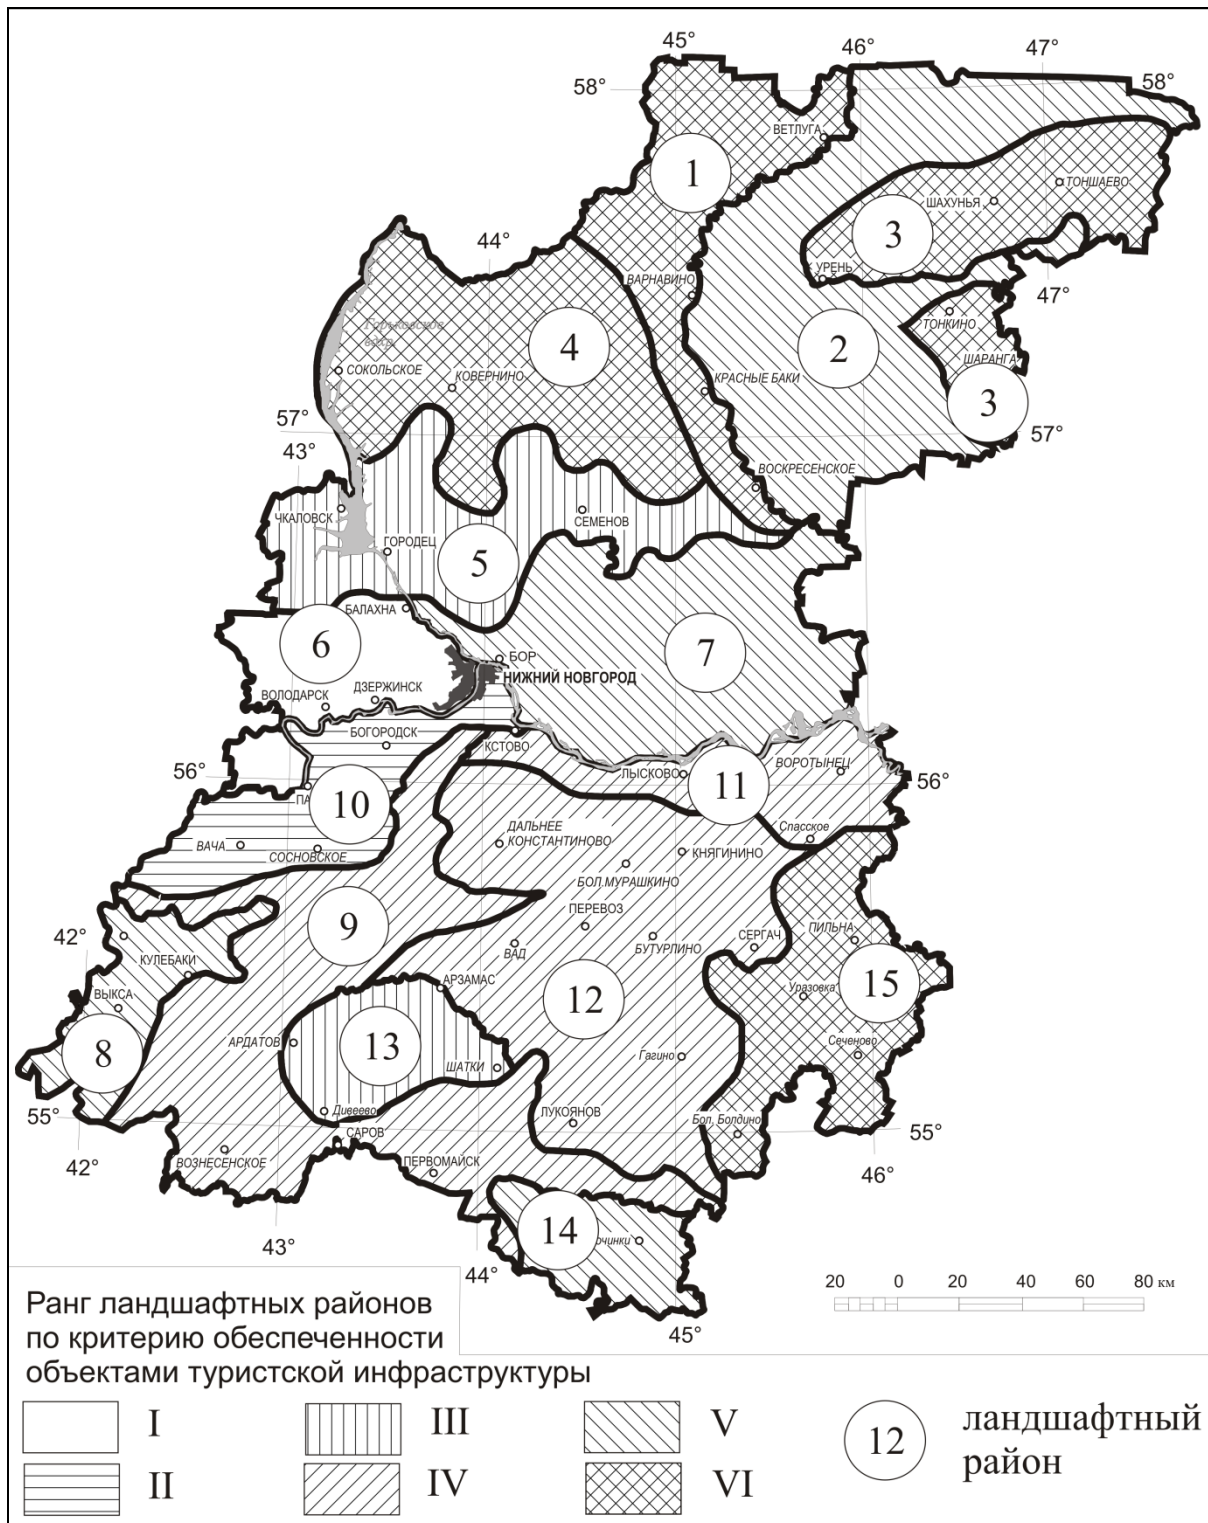 45°
46°
47°
58°
58°
ВЕТЛУГА
1
ТОНШАЕВО
ШАХУНЬЯ
3
44°
УРЕНЬ
47°
ВАРНАВИНО
ТОНКИНО
Горьковское
вдхр.
4
2
ШАРАНГА
СОКОЛЬСКОЕ
КОВЕРНИНО
КРАСНЫЕ БАКИ
3
57°
57°
43°
ВОСКРЕСЕНСКОЕ
ЧКАЛОВСК
СЕМЕНОВ
ГОРОДЕЦ
5
БАЛАХНА
6
7
БОР
НИЖНИЙ НОВГОРОД
ДЗЕРЖИНСК
ВОЛОДАРСК
БОГОРОДСК
КСТОВО
56°
ЛЫСКОВО
ВОРОТЫНЕЦ
56°
ПА
10
11
ДАЛЬНЕЕ
КОНСТАНТИНОВО
Спасское
ВАЧА
СОСНОВСКОЕ
КНЯГИНИНО
БОЛ.МУРАШКИНО
9
ПЕРЕВОЗ
42°
ВАД
БУТУРЛИНО
СЕРГАЧ
ПИЛЬНА
КУЛЕБАКИ
АРЗАМАС
15
Уразовка
ВЫКСА
12
8
АРДАТОВ
13
ШАТКИ
Гагино
Сеченово
55°
Дивеево
ЛУКОЯНОВ
Бол. Болдино
55°
САРОВ
42°
ВОЗНЕСЕНСКОЕ
ПЕРВОМАЙСК
46°
14
очинки
43°
44°
45°
20 0 20 40 60 80 км
Ранг ландшафтных районов
по критерию обеспеченности
объектами туристской инфраструктуры
I
III
V
12
ландшафтный
район
II
IV
VI